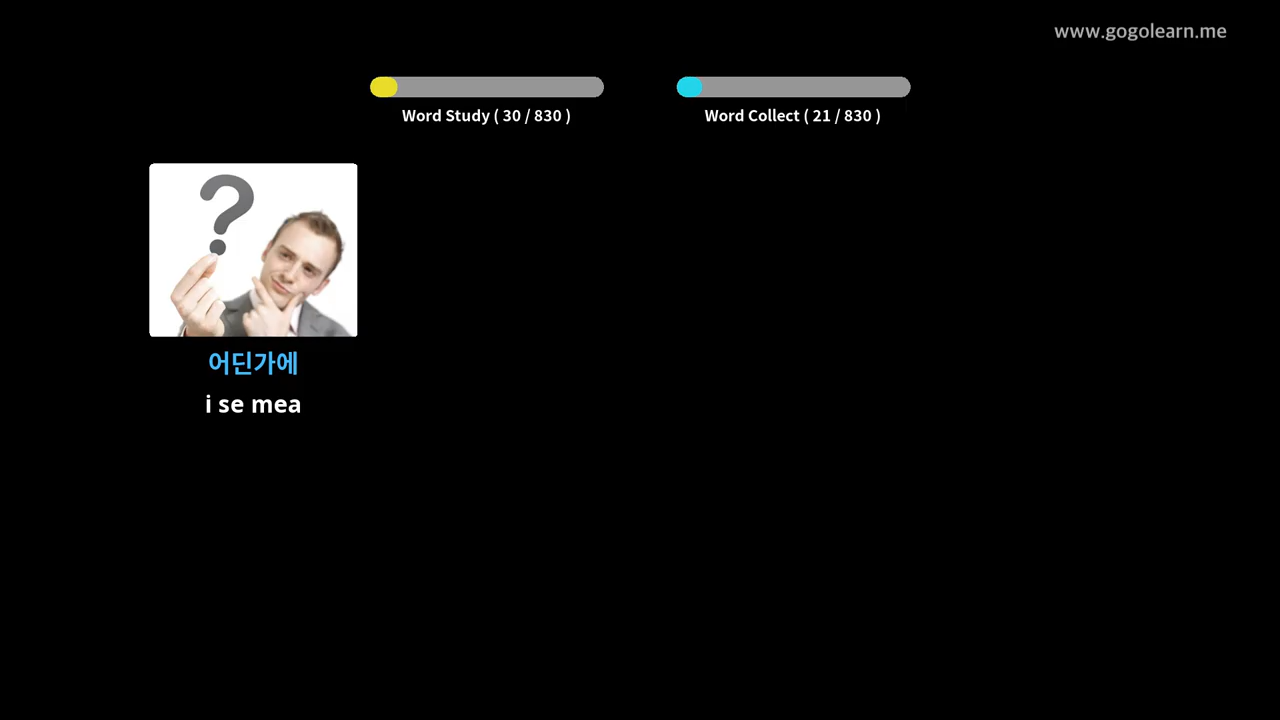 www.gogolearn.me
Word Study ( 30 / 830 )
Word Collect ( 21 / 830 )
?
어딘가에
i se mea